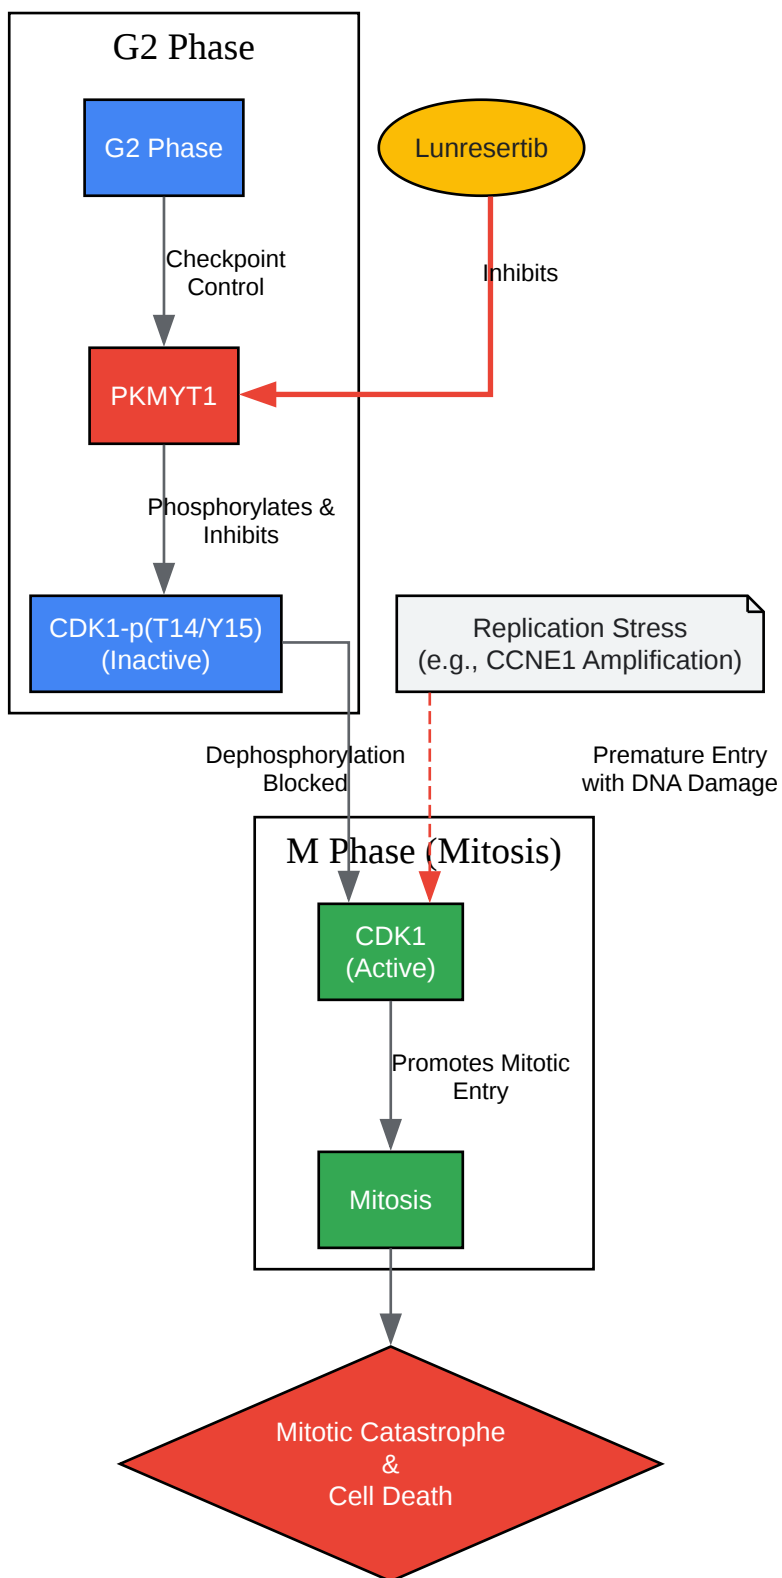 G2 Phase
G2 Phase
Lunresertib
Checkpoint
Control
Inhibits
PKMYT1
Phosphorylates &
Inhibits
CDK1-p(T14/Y15)
(Inactive)
Replication Stress
(e.g., CCNE1 Amplification)
Dephosphorylation
Blocked
Premature Entry
with DNA Damage
M Phase (Mitosis)
CDK1
(Active)
Promotes Mitotic
Entry
Mitosis
Mitotic Catastrophe
&
Cell Death